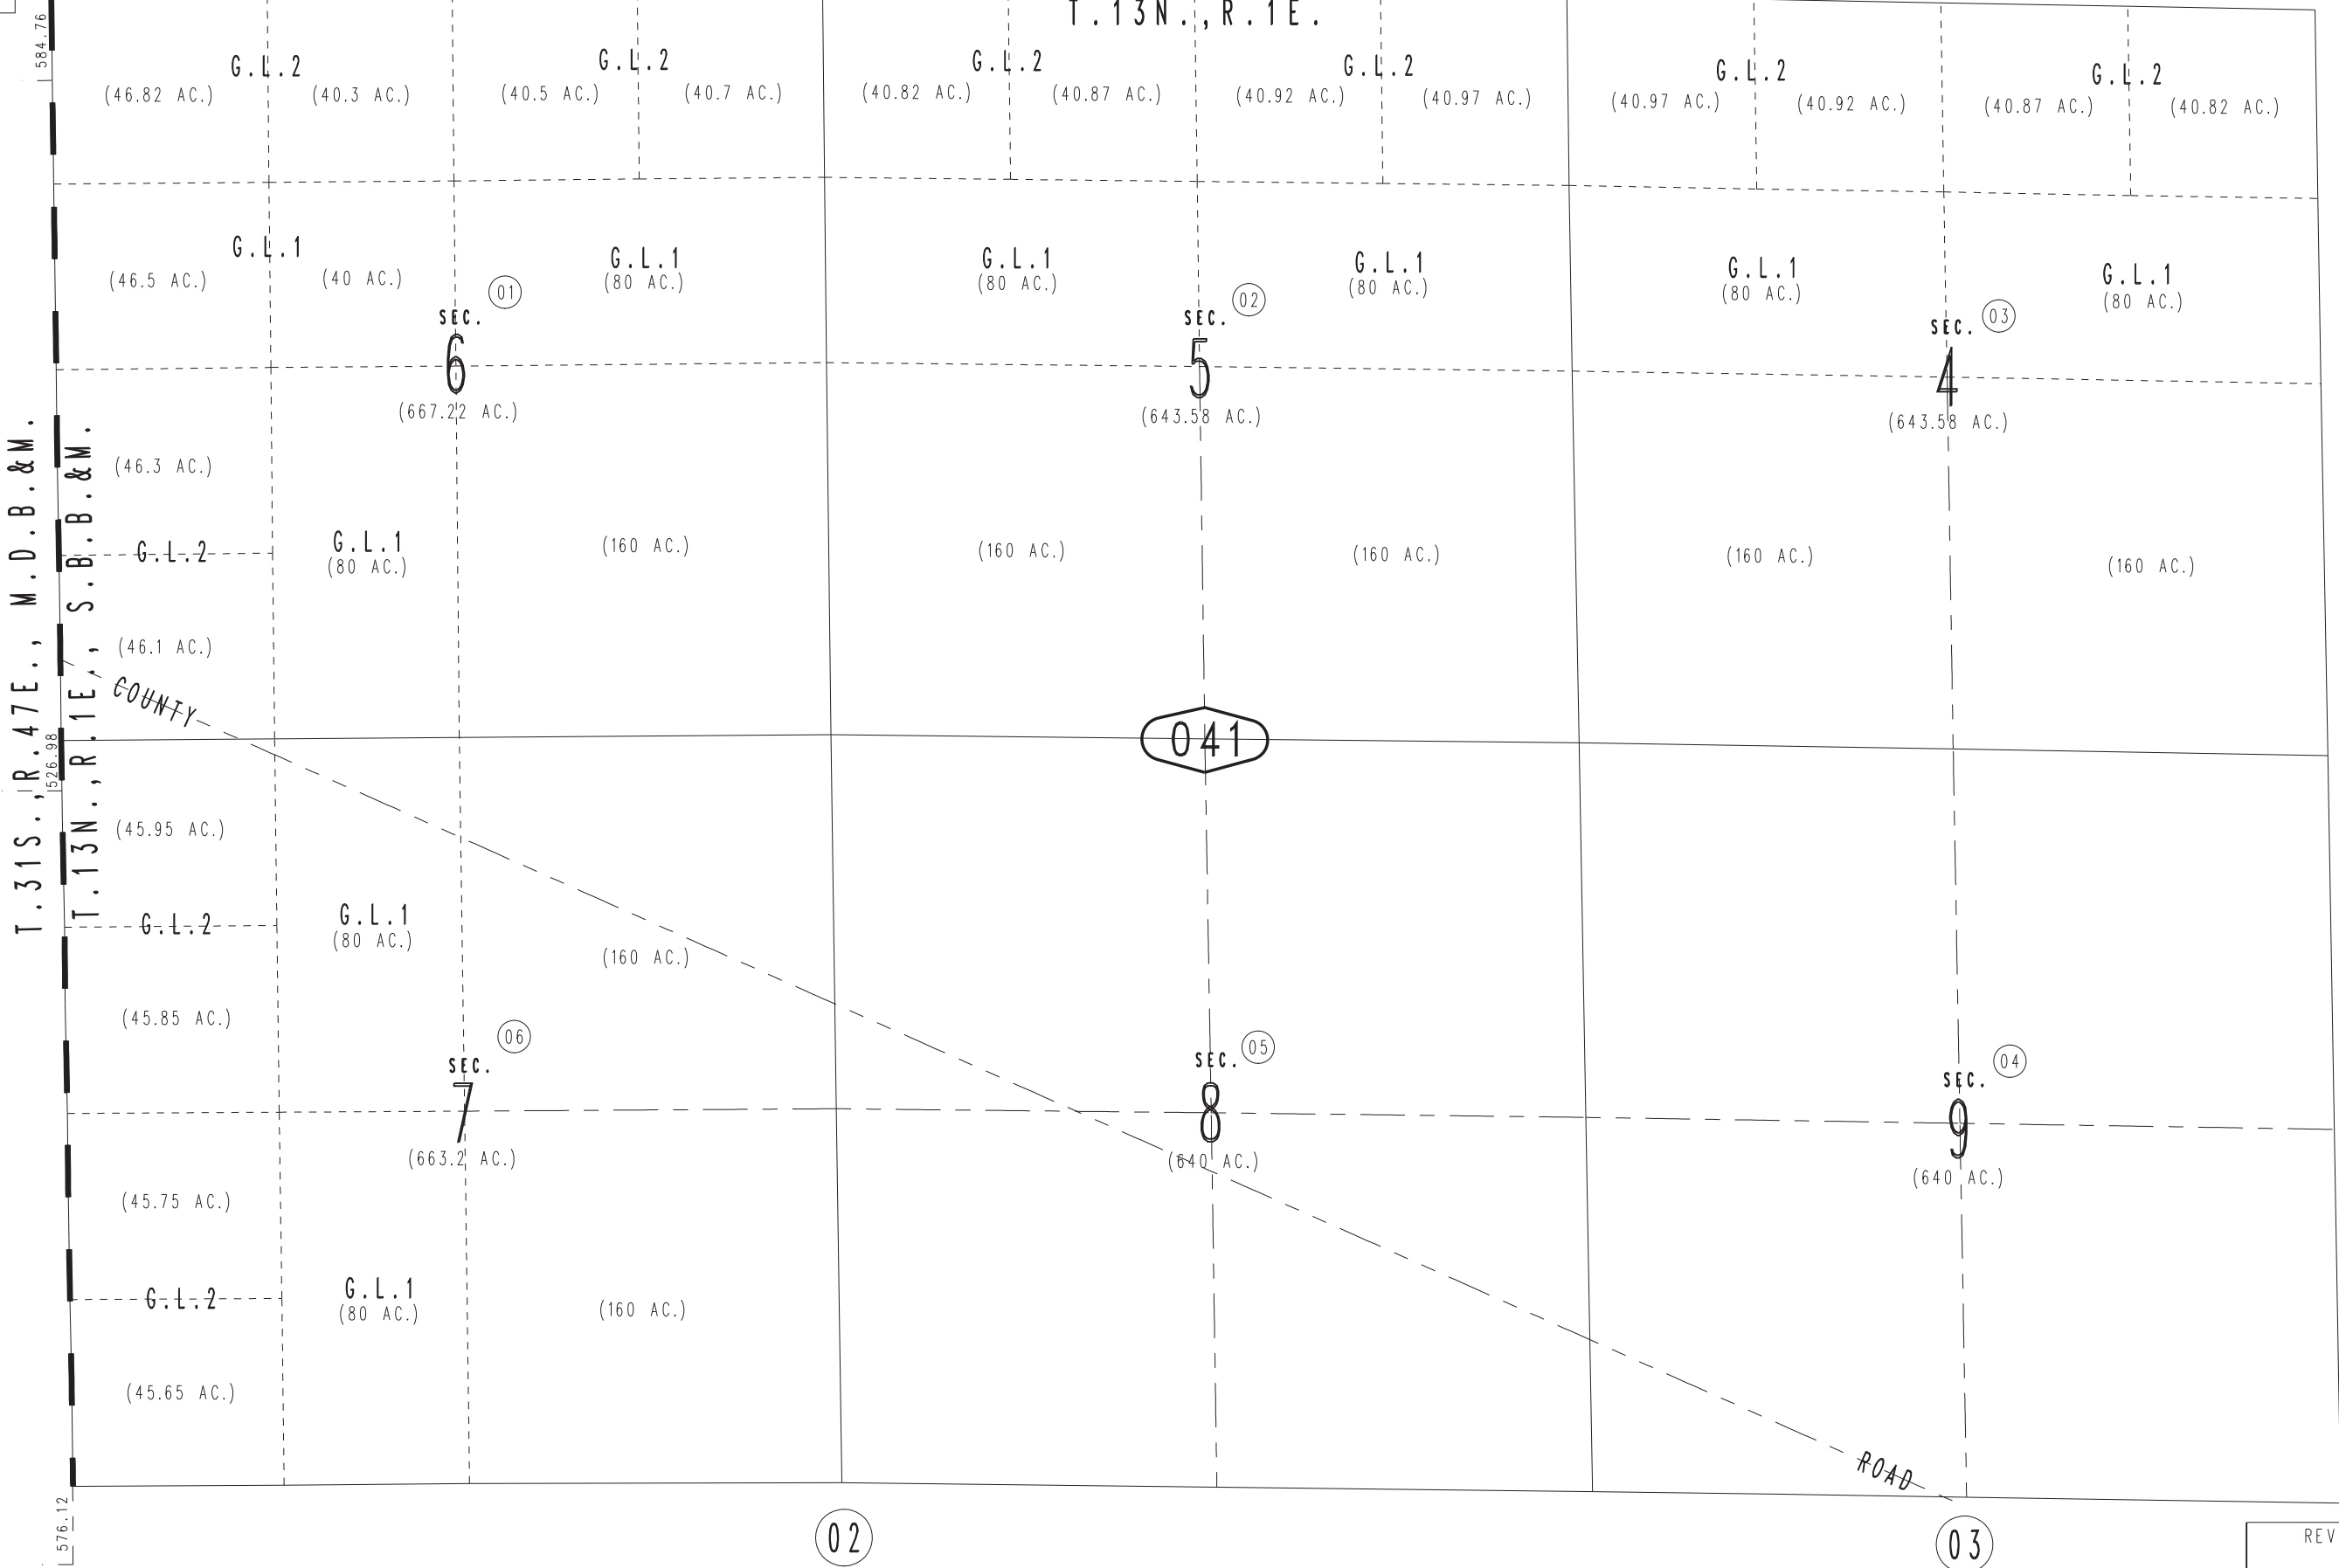 T.13N.,R.1E.
584.76
G.L.2
G.L.2
G.L.2
G.L.2
G.L.2
G.L.2
(46.82 AC.)
(40.3 AC.)
(40.5 AC.)
(40.7 AC.)
(40.82 AC.)
(40.87 AC.)
(40.92 AC.)
(40.97 AC.)
(40.97 AC.)
(40.92 AC.)
(40.87 AC.)
(40.82 AC.)
G.L.1
(46.5 AC.)
(40 AC.)
G.L.1
(80 AC.)
G.L.1
(80 AC.)
G.L.1
(80 AC.)
G.L.1
(80 AC.)
G.L.1
(80 AC.)
01
SEC.
6
(667.22 AC.)
02
SEC.
5
(643.58 AC.)
03
SEC.
4
(643.58 AC.)
T.31S.,R.47E., M.D.B.&M.
T.13N.,R.1E., S.B.B.&M.
(46.3 AC.)
G.L.2
(46.1 AC.)
G.L.1
(80 AC.)
(160 AC.)
(160 AC.)
(160 AC.)
(160 AC.)
(160 AC.)
COUNTY
526.98
041
(45.95 AC.)
G.L.2
(45.85 AC.)
G.L.1
(80 AC.)
(160 AC.)
06
SEC.
7
(663.2 AC.)
05
SEC.
8
(640 AC.)
04
SEC.
9
(640 AC.)
(45.75 AC.)
G.L.2
(45.65 AC.)
G.L.1
(80 AC.)
(160 AC.)
ROAD
576.12
02
03
REV